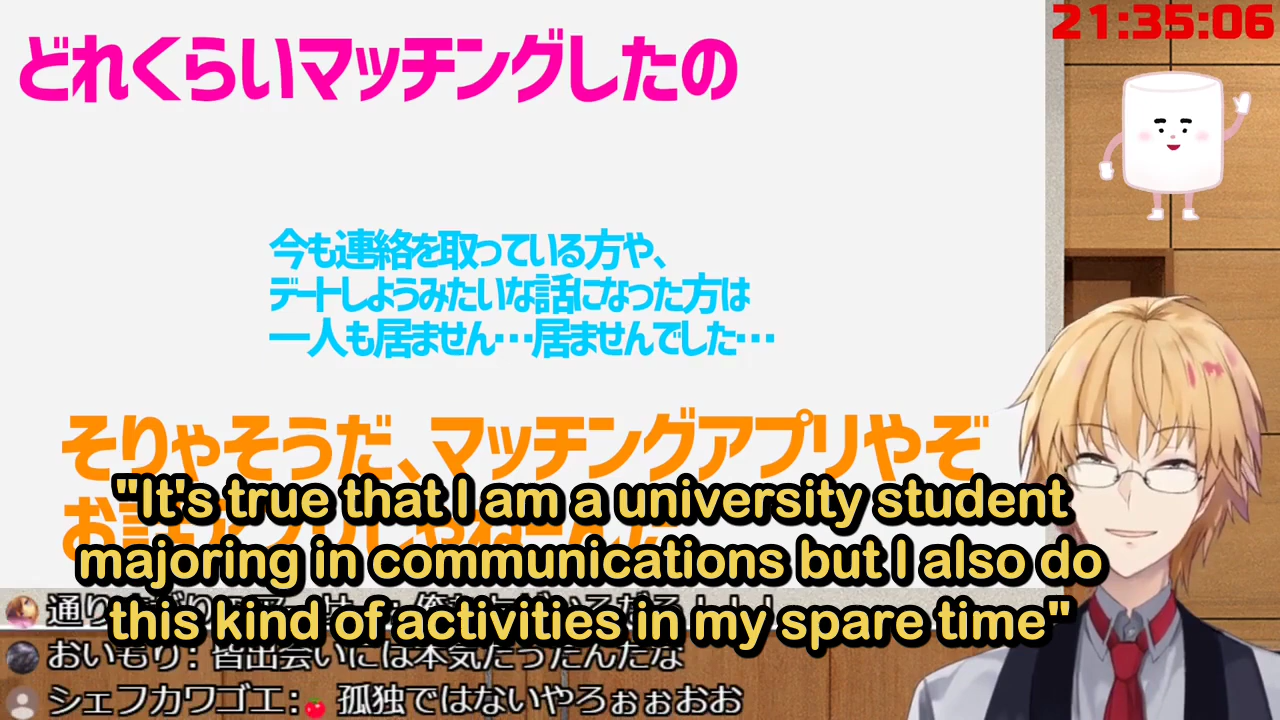 どれくらいマッチングしたの
21:35:06
今も連絡を取っている方や、
デートしようみたいな話になった方は
一人も居ません…居ませんでした…
そりゃそうだ、マッチングアプリやぞ
"It's true that I am a university student
majoring in communications but I also do
this kind of activities in my spare time"
通り
おいもり: 皆出会いには本気だったんだな
シェフカワゴエ:🍅 孤独ではないやろぉぉおお